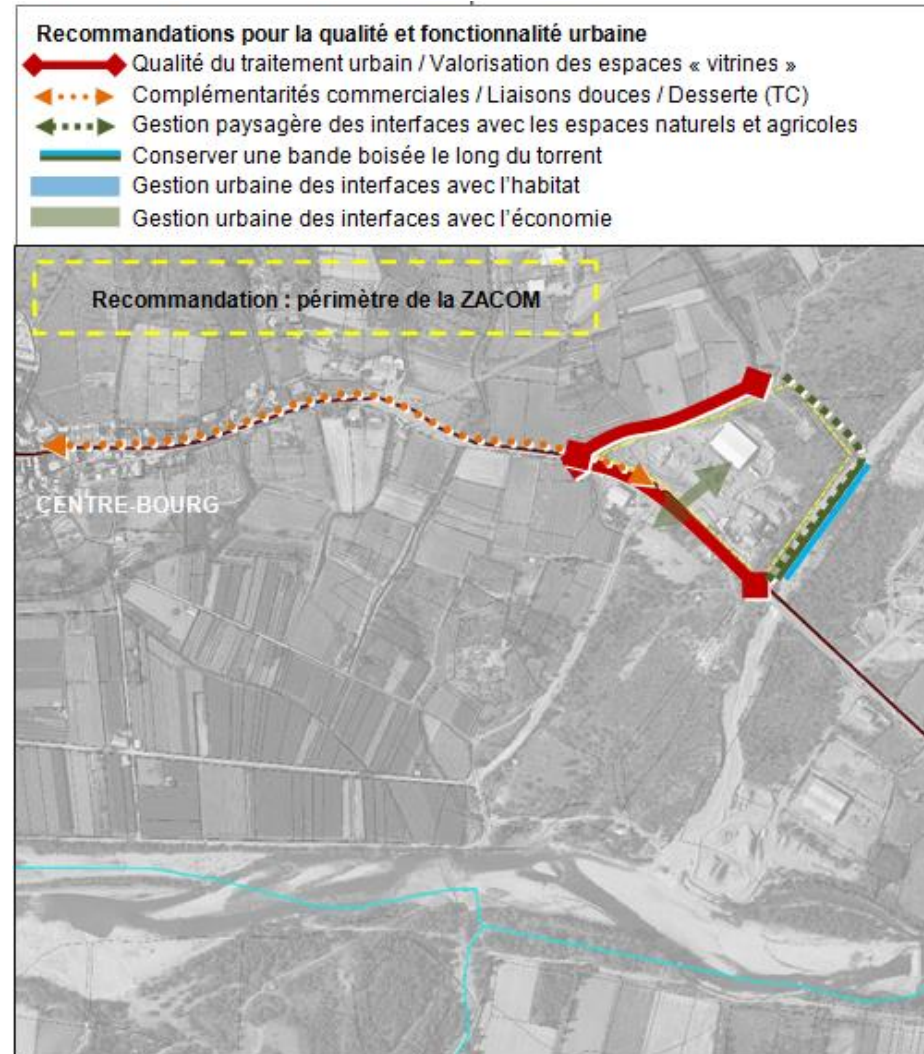 Recommandations pour la qualité et fonctionnalité urbaine
Qualité du traitement urbain / Valorisation des espaces « vitrines »
Complémentarités commerciales / Liaisons douces / Desserte (TC)
Gestion paysagère des interfaces avec les espaces naturels et agricoles
Conserver une bande boisée le long du torrent
Gestion urbaine des interfaces avec l'habitat
Gestion urbaine des interfaces avec l'économie
Recommandation : périmètre de la ZACOM
CENTRE-BOURG